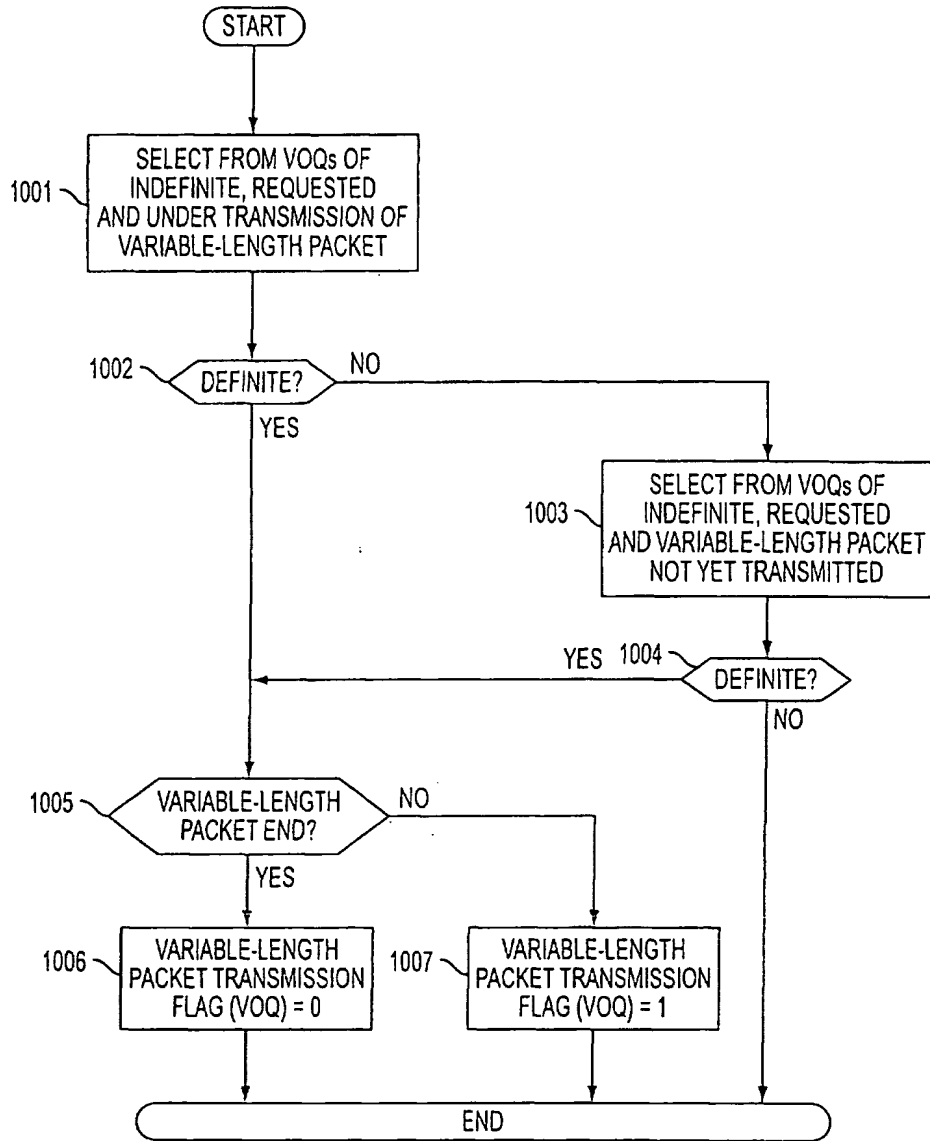 START
1001
SELECT FROM VOQs OF
INDEFINITE, REQUESTED
AND UNDER TRANSMISSION OF
VARIABLE-LENGTH PACKET
1002
DEFINITE?
NO
YES
1003
SELECT FROM VOQs OF
INDEFINITE, REQUESTED
AND VARIABLE-LENGTH PACKET
NOT YET TRANSMITTED
YES
1004
DEFINITE?
NO
1005
VARIABLE-LENGTH
PACKET END?
NO
YES
1006
VARIABLE-LENGTH
PACKET TRANSMISSION
FLAG (VOQ) = 0
1007
VARIABLE-LENGTH
PACKET TRANSMISSION
FLAG (VOQ) = 1
END